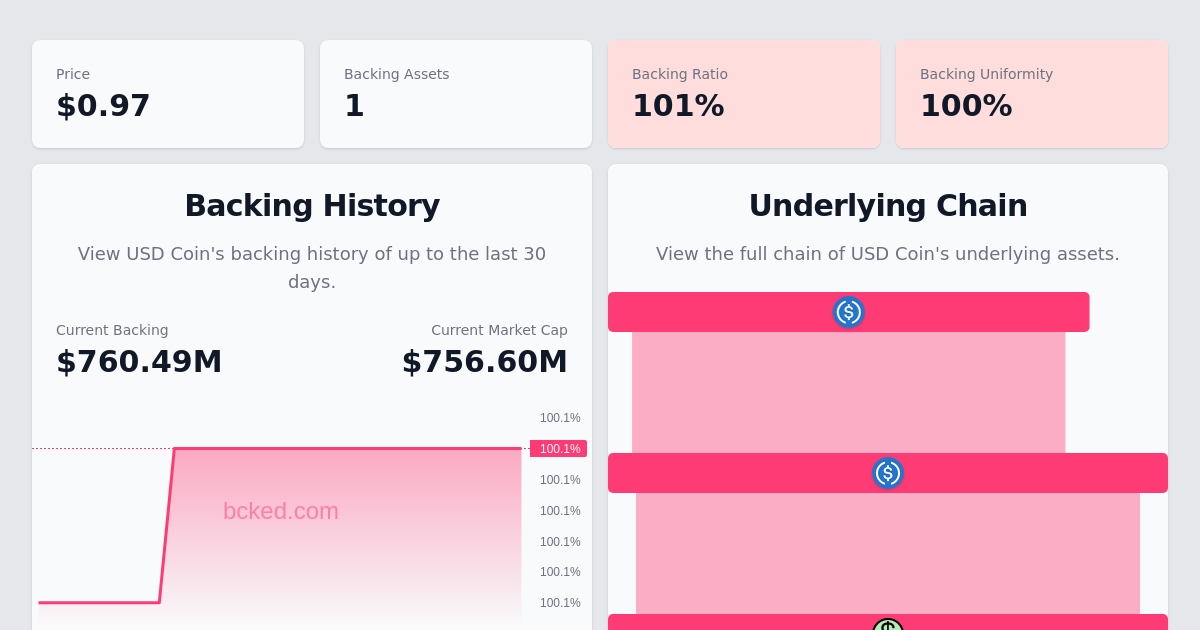 Price
$0.97
Backing Assets
1
Backing Ratio
101%
Backing Uniformity
100%
Backing History
View USD Coin's backing history of up to the last 30
days.
Current Backing
$760.49M
Current Market Cap
$756.60M
100.1%
100.1%
100.1%
100.1%
100.1%
100.1%
100.1%
bcked.com
Underlying Chain
View the full chain of USD Coin's underlying assets.
$
$
$